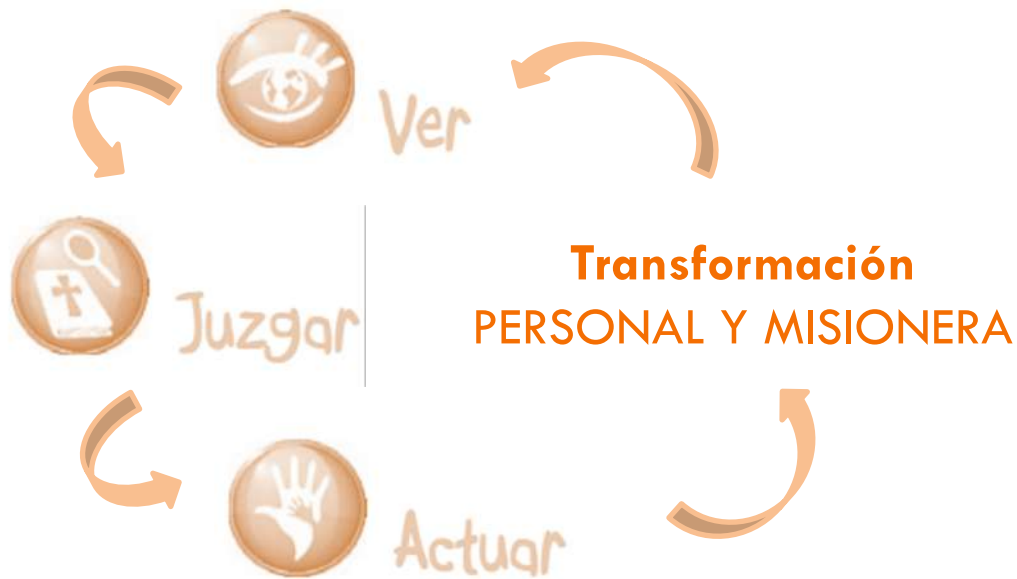 Ver
Juzgar
Transformación
PERSONAL Y MISIONERA
Actuar